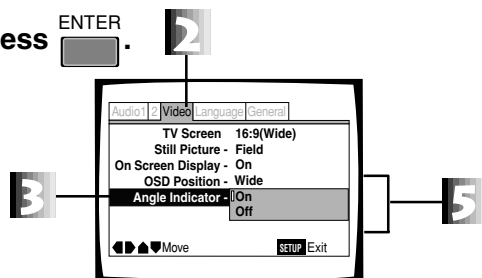 ess ENTER .
2
Audio1 2 Video Language General
TV Screen 16:9(Wide)
Still Picture - Field
On Screen Display - On
OSD Position - Wide
3 Angle Indicator - On
Off
5
Move SETUP Exit